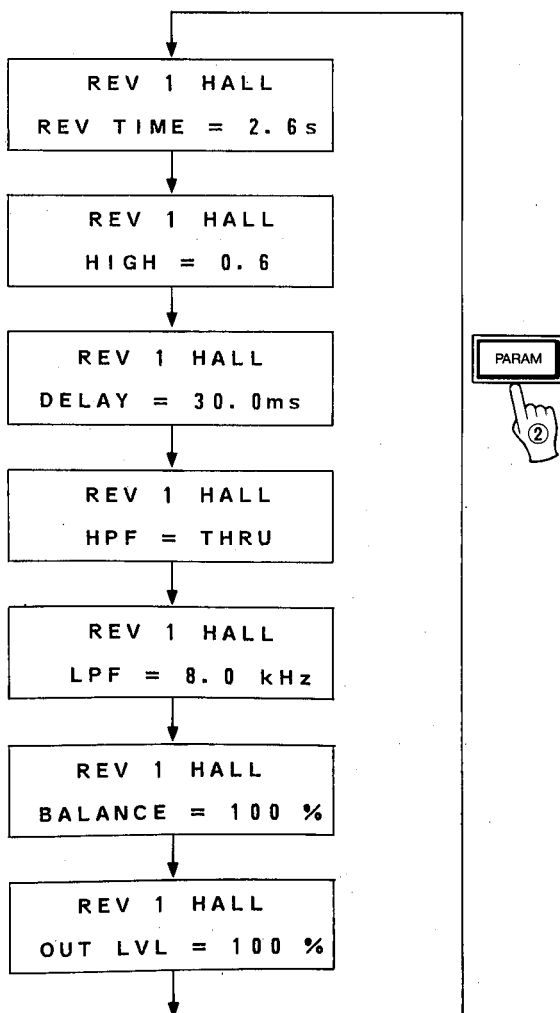 REV 1 HALL
REV TIME = 2.6s
REV 1 HALL
HIGH = 0.6
REV 1 HALL
DELAY = 30.0ms
REV 1 HALL
HPF = THRU
REV 1 HALL
LPF = 8.0 kHz
REV 1 HALL
BALANCE = 100 %
REV 1 HALL
OUT LVL = 100 %
PARAM
②